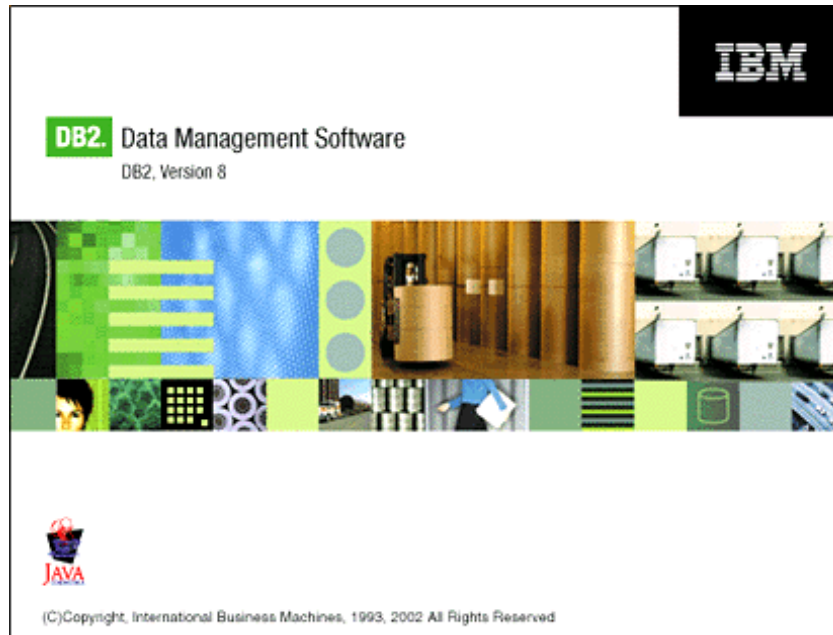 IBM
DB2. Data Management Software
DB2, Version 8
JAVA
(C)Copyright, International Business Machines, 1993, 2002 All Rights Reserved